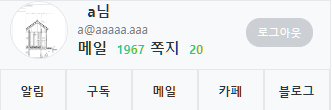 a님
a@aaaaa.aaa
로그아웃
메일 1967 쪽지 20
알림 구독 메일 카페 블로그